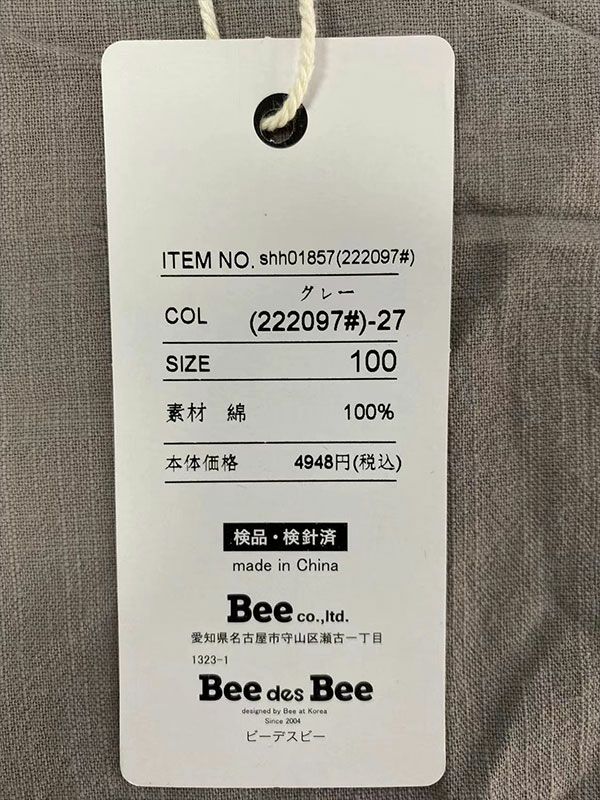 ITEM NO. shh01857(222097#)
グレー
COL (222097#)-27
SIZE 100
素材 綿 100%
本体価格 4948円(税込)
検品・検針済
made in China
Bee co.,ltd.
愛知県名古屋市守山区瀬古一丁目
1323-1
Bee des Bee
designed by Bee at Korea
Since 2004
ビーデスビー